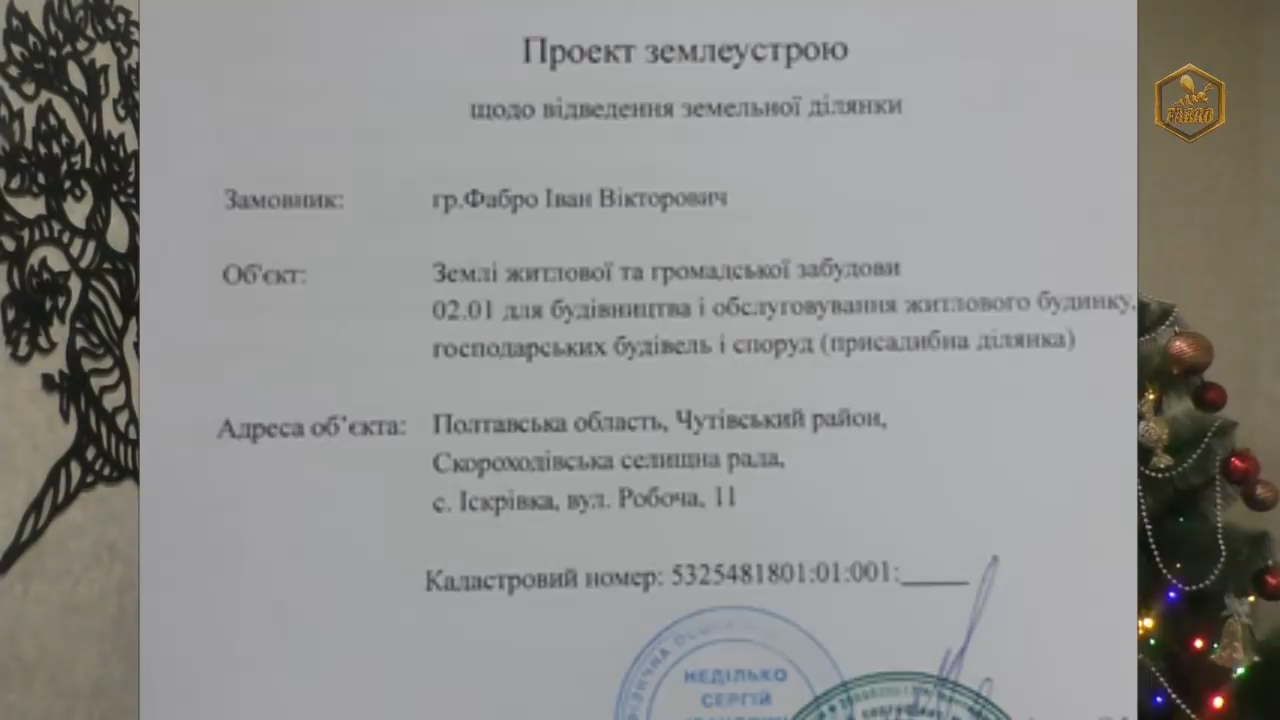 Проект землеустрою
щодо відведення земельної ділянки
FABRO
Замовник: гр.Фабро Іван Вікторович
Об'єкт: Землі житлової та громадської забудови
02.01 для будівництва і обслуговування житлового будинку,
господарських будівель і споруд (присадибна ділянка)
Адреса об’єкта: Полтавська область, Чутівський район,
Скороходівська селищна рада,
с. Іскрівка, вул. Робоча, 11
Кадастровий номер: 5325481801:01:001:_____
НЕДІЛЬКО
СЕРГІЙ